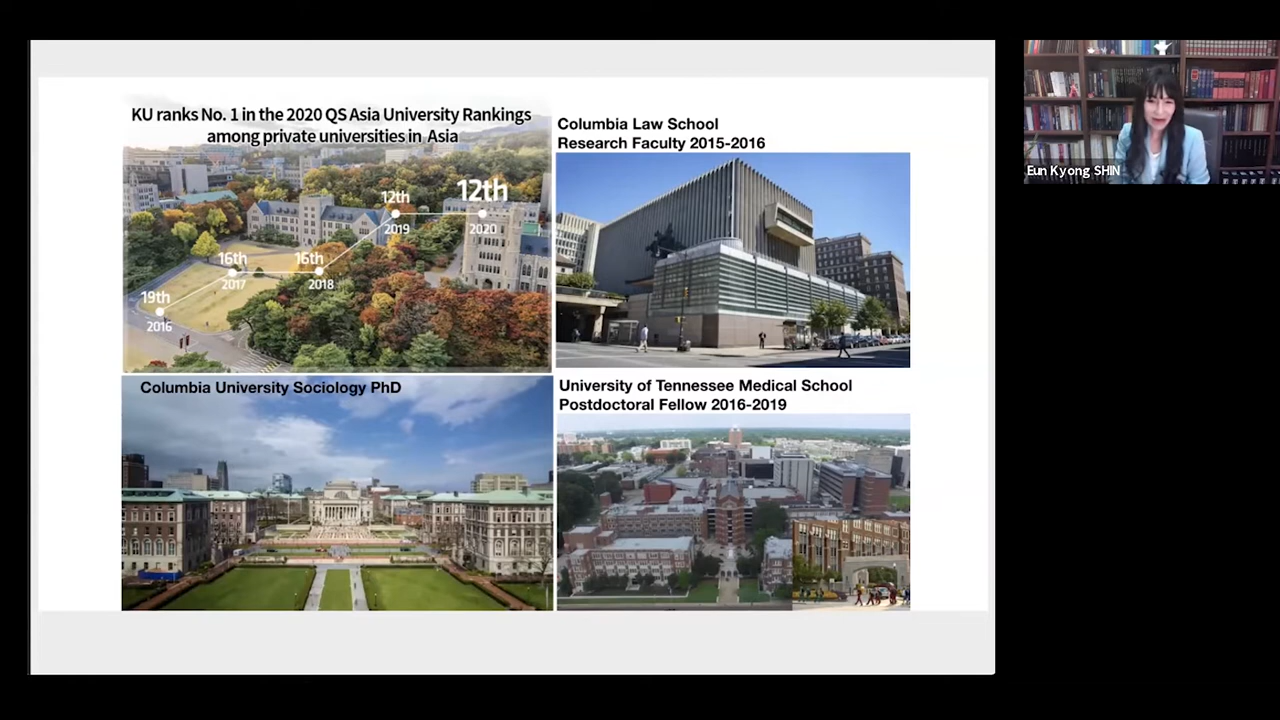 KU ranks No. 1 in the 2020 QS Asia University Rankings
among private universities in Asia
19th
2016
16th
2017
16th
2018
12th
2019
12th
2020
Columbia Law School
Research Faculty 2015-2016
Columbia University Sociology PhD
University of Tennessee Medical School
Postdoctoral Fellow 2016-2019
Eun Kyong SHIN